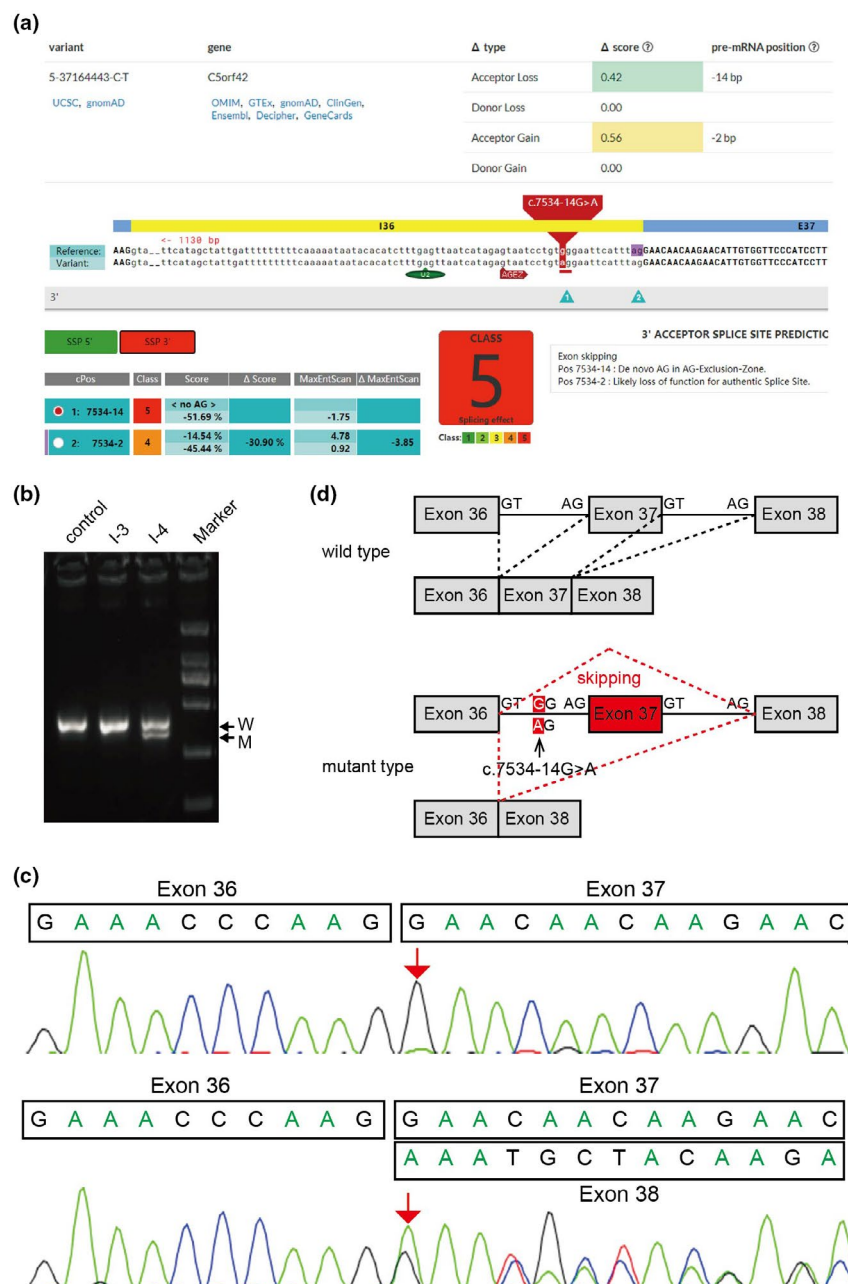 (a)
variant gene Δ type Δ score ? pre-mRNA position ?
5-37164443-C-T C5orf42 Acceptor Loss 0.42 -14 bp
UCSC, gnomAD OMIM, GTEx, gnomAD, ClinGen, Donor Loss 0.00
Ensembl, Decipher, GeneCards
Acceptor Gain 0.56 -2 bp
Donor Gain 0.00
c.7534-14G>A
I36 E37
<- 1130 bp
Reference: AAGgta__ttcatagctattgatttttttttcaaaaataatacacatctttgagttaatcatagagtaatcctgtgggaattcatttagGAACAACAAGAACATTGTGGTTCCCATCCTT
Variant: AAGgta__ttcatagctattgatttttttttcaaaaataatacacatctttgagttaatcatagagtaatcctgtaggaattcatttagGAACAACAAGAACATTGTGGTTCCCATCCTT
U2 AGEZ
3' 1 2
SSP 5' SSP 3'
CLASS
5
Splicing effect
Class: 1 2 3 4 5
3' ACCEPTOR SPLICE SITE PREDICTIC
Exon skipping
Pos 7534-14 : De novo AG in AG-Exclusion-Zone.
Pos 7534-2 : Likely loss of function for authentic Splice Site.
cPos Class Score Δ Score MaxEntScan Δ MaxEntScan
1: 7534-14 5 < no AG >
-51.69 % -1.75
2: 7534-2 4 -14.54 % -30.90 % 4.78 -3.85
-45.44 % 0.92
(b)
control I-3 I-4 Marker
W
M
(d)
Exon 36 GT AG Exon 37 GT AG Exon 38
wild type
Exon 36 Exon 37 Exon 38
skipping
Exon 36 GT GG AG Exon 37 GT AG Exon 38
AG
c.7534-14G>A
mutant type
Exon 36 Exon 38
(c)
Exon 36 Exon 37
G A A A C C C A A G G A A C A A C A A G A A C
Exon 36 Exon 37
G A A A C C C A A G G A A C A A C A A G A A C
A A A T G C T A C A A G A
Exon 38